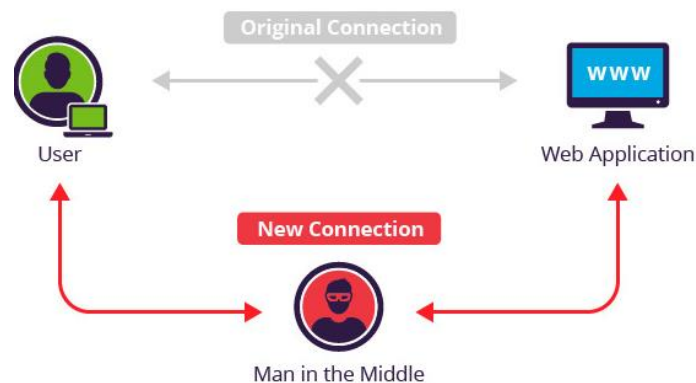 Original Connection
www
User
Web Application
New Connection
Man in the Middle